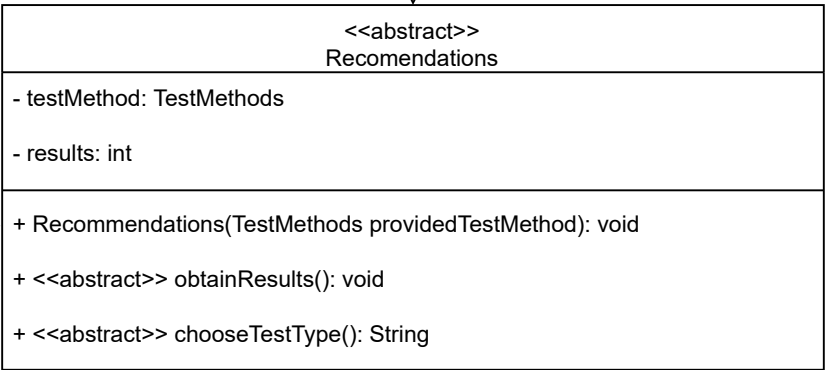 <<abstract>>
Recomendations
- testMethod: TestMethods
- results: int
+ Recommendations(TestMethods providedTestMethod): void
+ <<abstract>> obtainResults(): void
+ <<abstract>> chooseTestType(): String